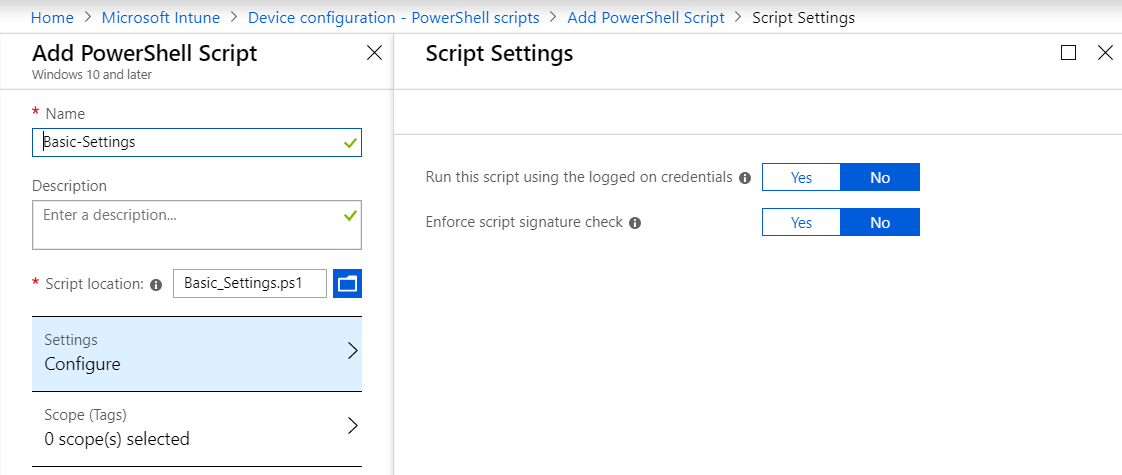 Home > Microsoft Intune > Device configuration - PowerShell scripts > Add PowerShell Script > Script Settings
Add PowerShell Script
Windows 10 and later
* Name
Basic-Settings
Description
Enter a description...
* Script location:
Basic_Settings.ps1
Settings
Configure
Scope (Tags)
0 scope(s) selected
Script Settings
Run this script using the logged on credentials
Yes No
Enforce script signature check
Yes No